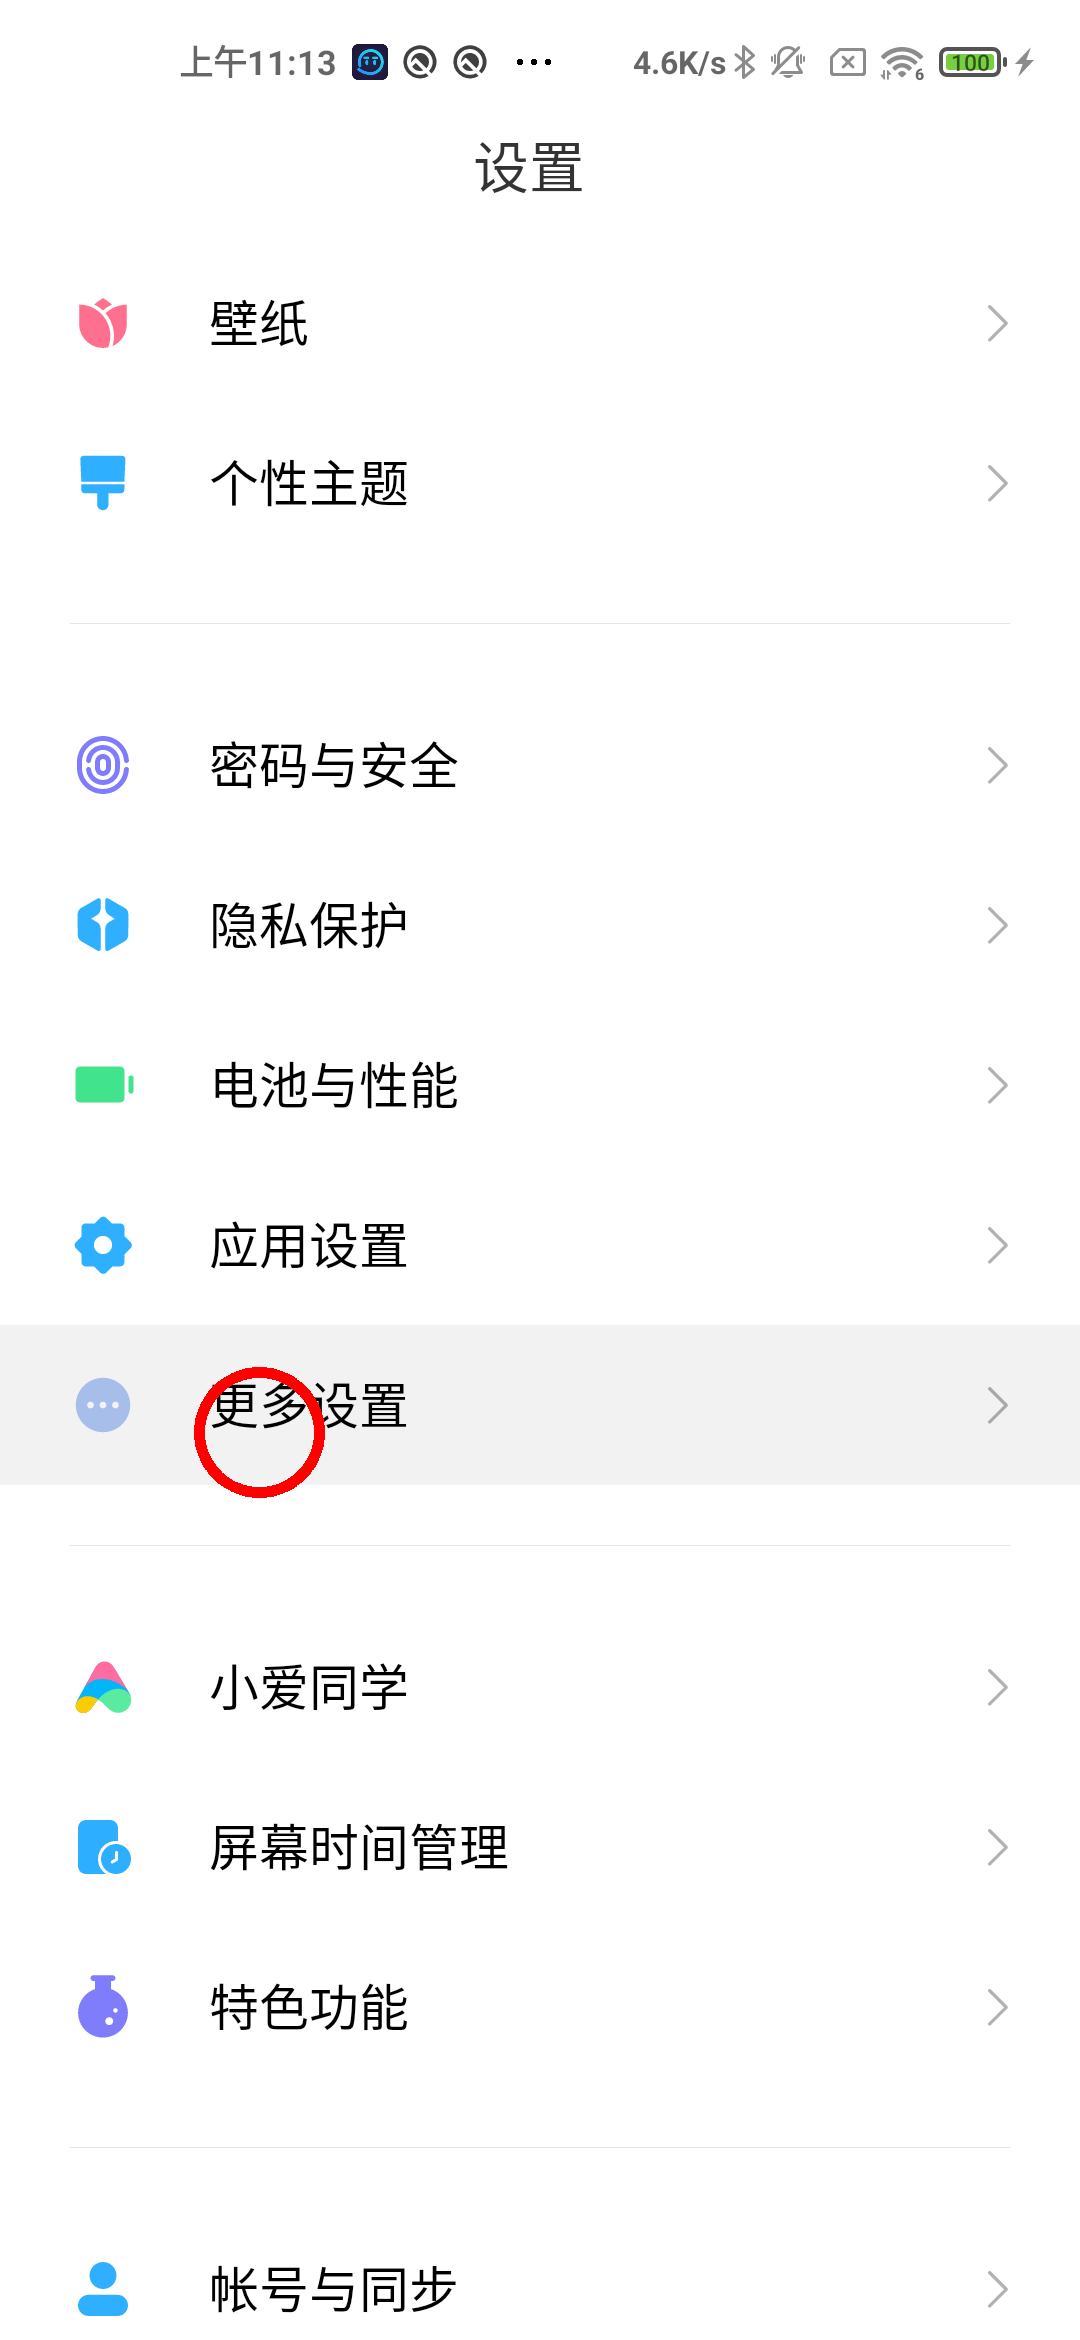 上午11:13 4.6K/s 6 100
设置
壁纸
个性主题
密码与安全
隐私保护
电池与性能
应用设置
更多设置
小爱同学
屏幕时间管理
特色功能
帐号与同步